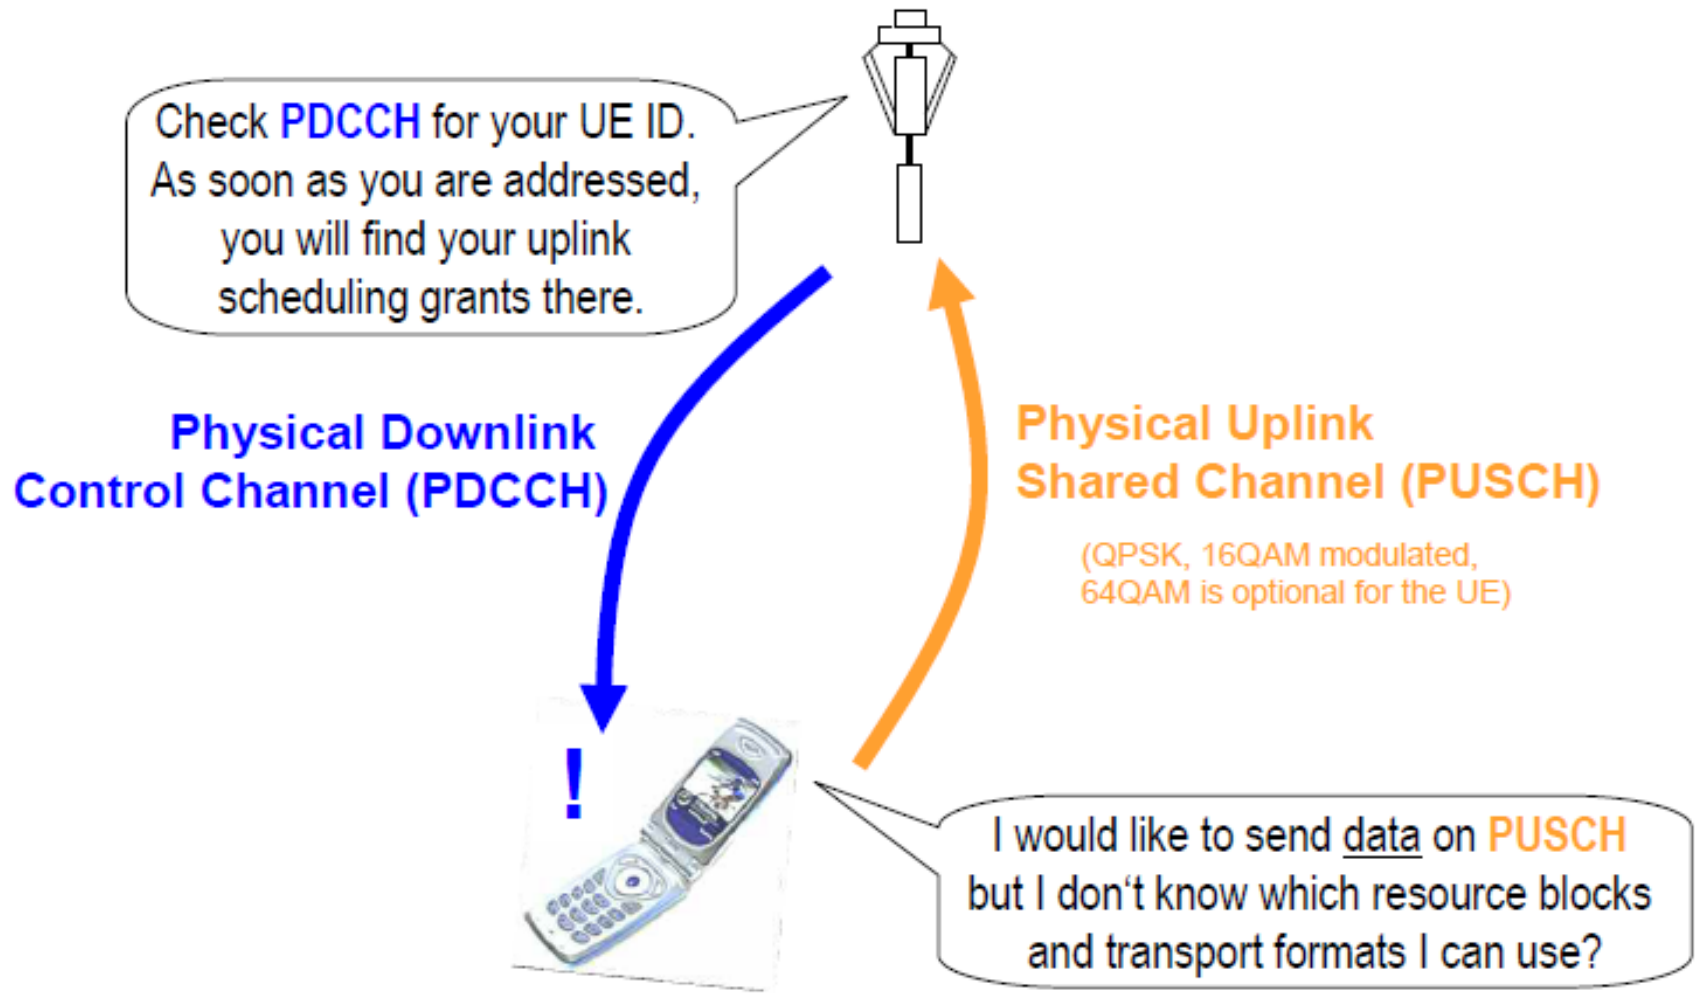 Check PDCCH for your UE ID.
As soon as you are addressed,
you will find your uplink
scheduling grants there.
Physical Downlink
Control Channel (PDCCH)
Physical Uplink
Shared Channel (PUSCH)
(QPSK, 16QAM modulated,
64QAM is optional for the UE)
!
I would like to send data on PUSCH
but I don‘t know which resource blocks
and transport formats I can use?